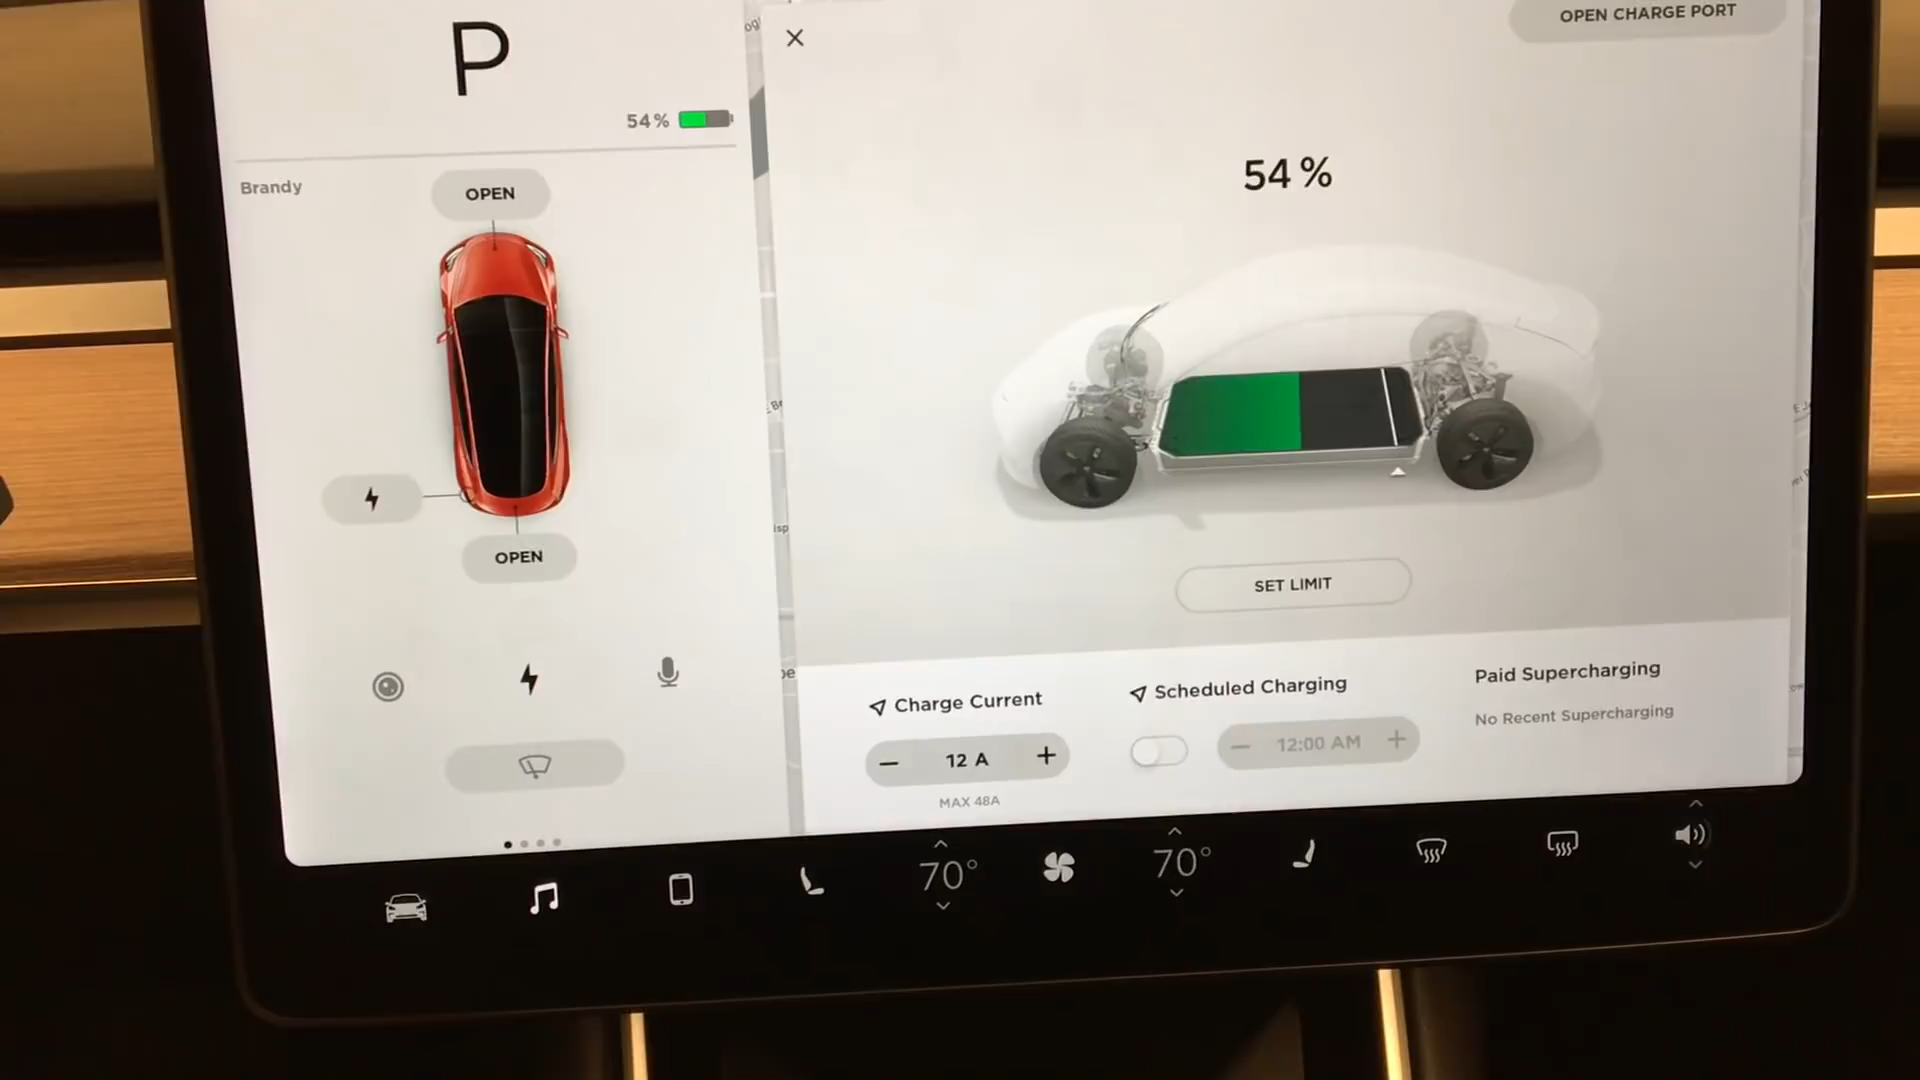 P
54%
Brandy
OPEN
OPEN
OPEN CHARGE PORT
54 %
SET LIMIT
Charge Current
12 A
MAX 48A
Scheduled Charging
12:00 AM
Paid Supercharging
No Recent Supercharging
70°
70°